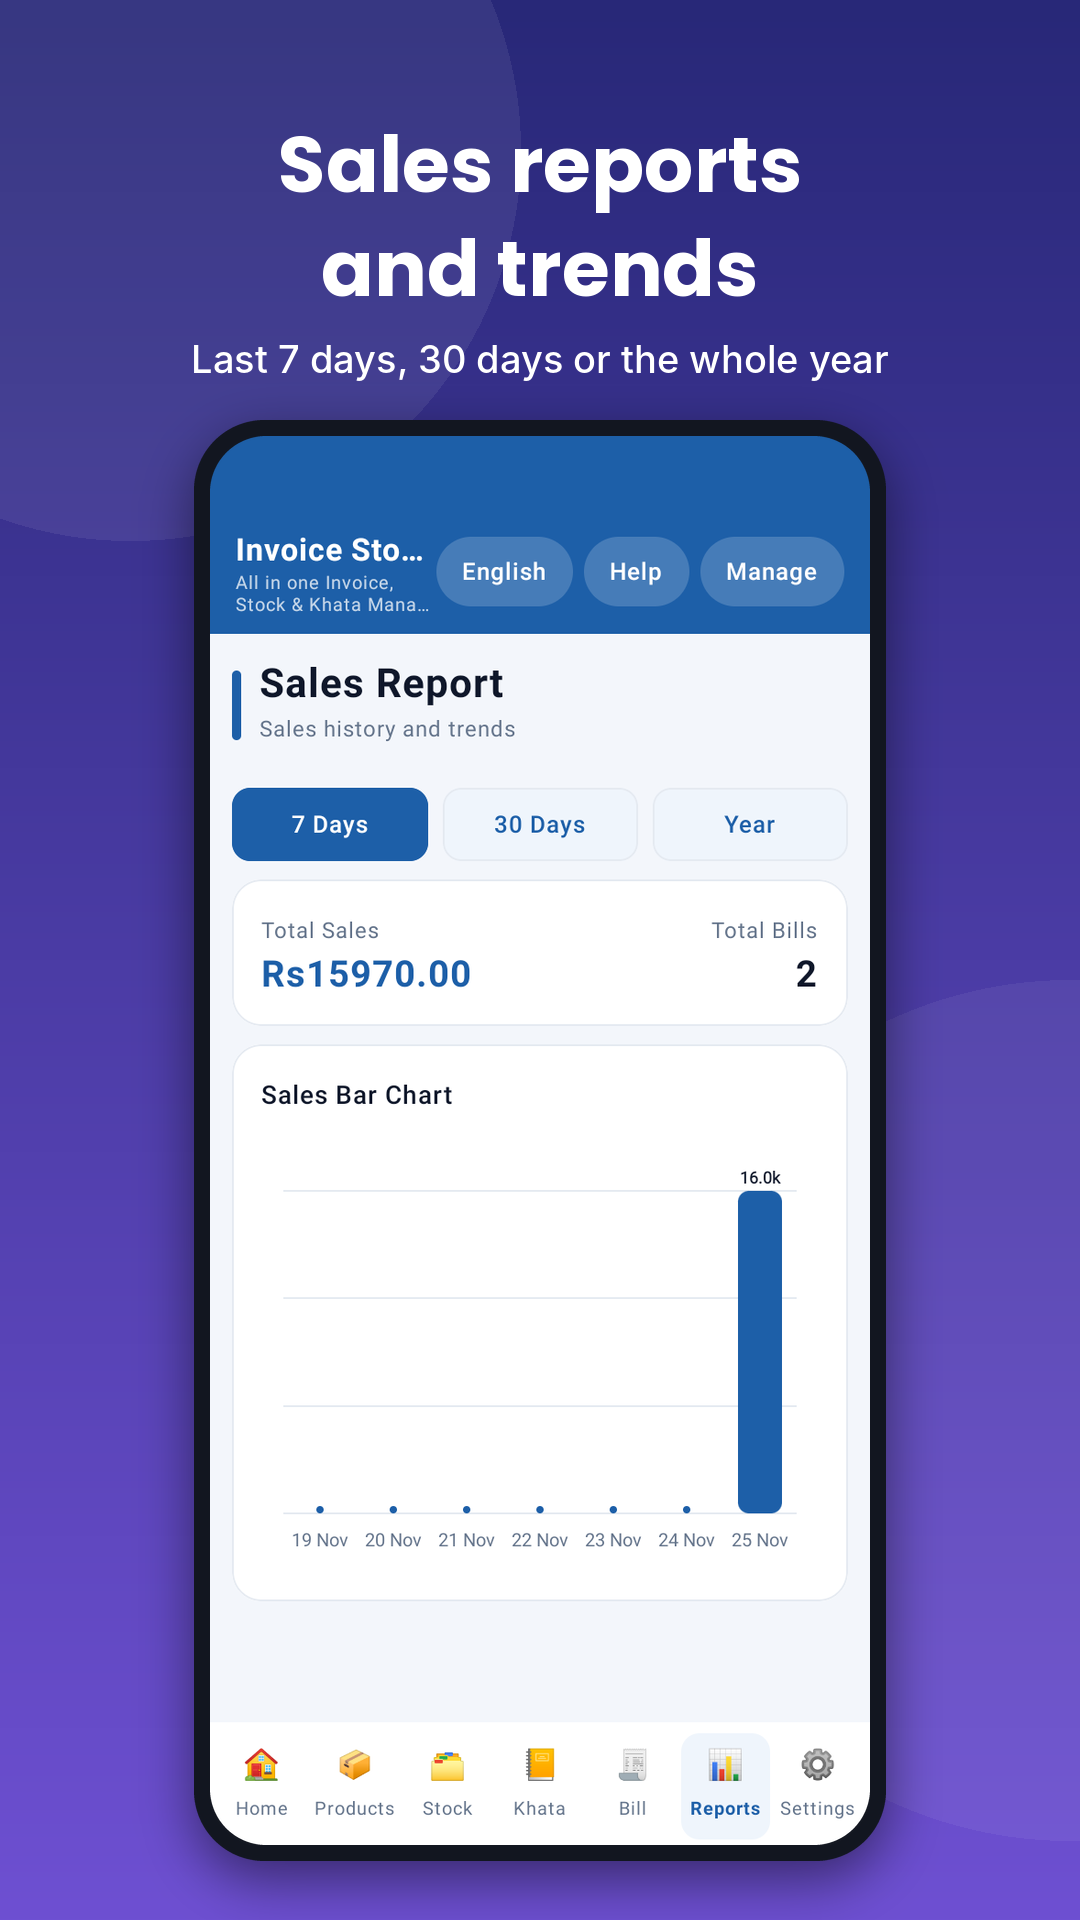 Sales reports
and trends
Last 7 days, 30 days or the whole year
Invoice Sto...
All in one Invoice,
Stock & Khata Mana...
English
Help
Manage
Sales Report
Sales history and trends
7 Days
30 Days
Year
Total Sales
Total Bills
Rs15970.00
2
Sales Bar Chart
16.0k
19 Nov
20 Nov
21 Nov
22 Nov
23 Nov
24 Nov
25 Nov
Home
Products
Stock
Khata
Bill
Reports
Settings